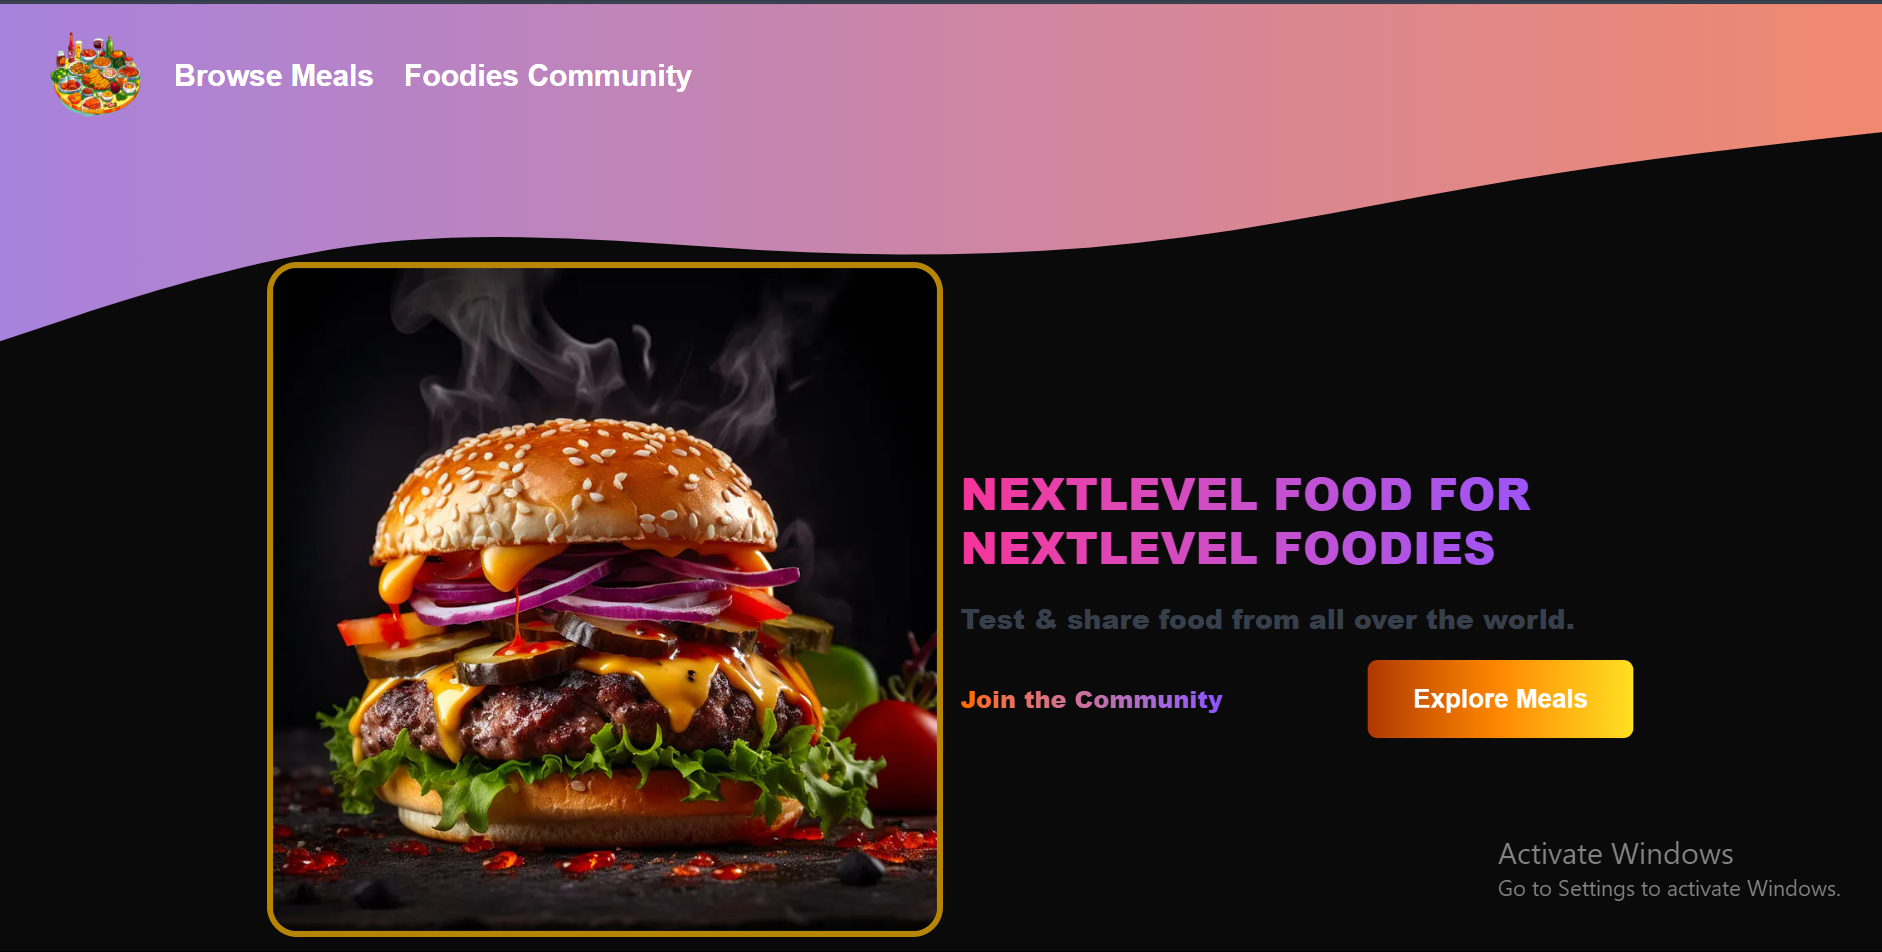 Browse Meals
Foodies Community
NEXTLEVEL FOOD FOR
NEXTLEVEL FOODIES
Test & share food from all over the world.
Join the Community
Explore Meals
Activate Windows
Go to Settings to activate Windows.